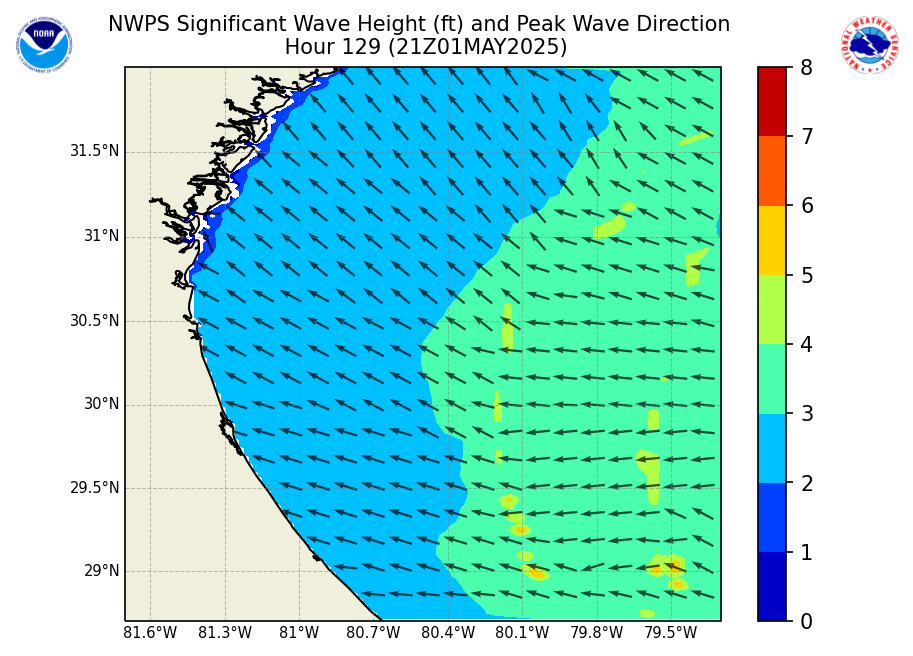 NWPS Significant Wave Height (ft) and Peak Wave Direction
Hour 129 (21Z01MAY2025)
NOAA
NATIONAL WEATHER SERVICE
31.5°N
31°N
30.5°N
30°N
29.5°N
29°N
81.6°W 81.3°W 81°W 80.7°W 80.4°W 80.1°W 79.8°W 79.5°W
8
7
6
5
4
3
2
1
0